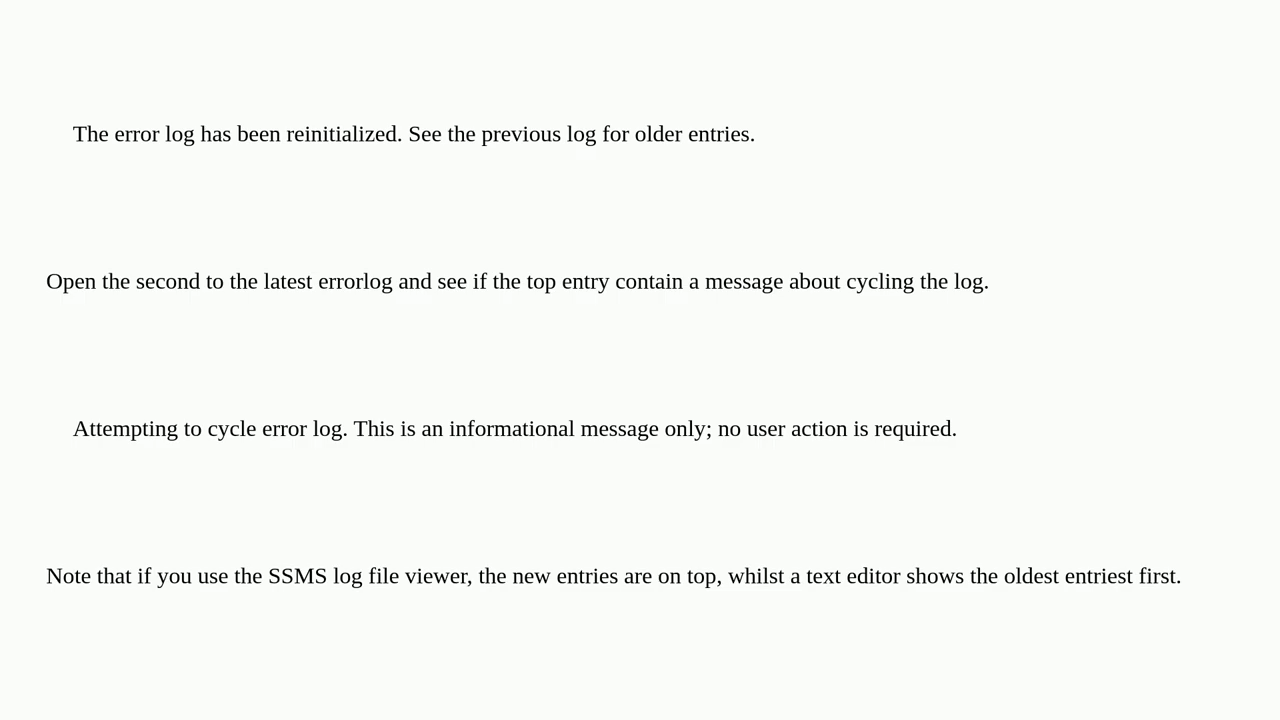 The error log has been reinitialized. See the previous log for older entries.
Open the second to the latest errorlog and see if the top entry contain a message about cycling the log.
Attempting to cycle error log. This is an informational message only; no user action is required.
Note that if you use the SSMS log file viewer, the new entries are on top, whilst a text editor shows the oldest entriest first.